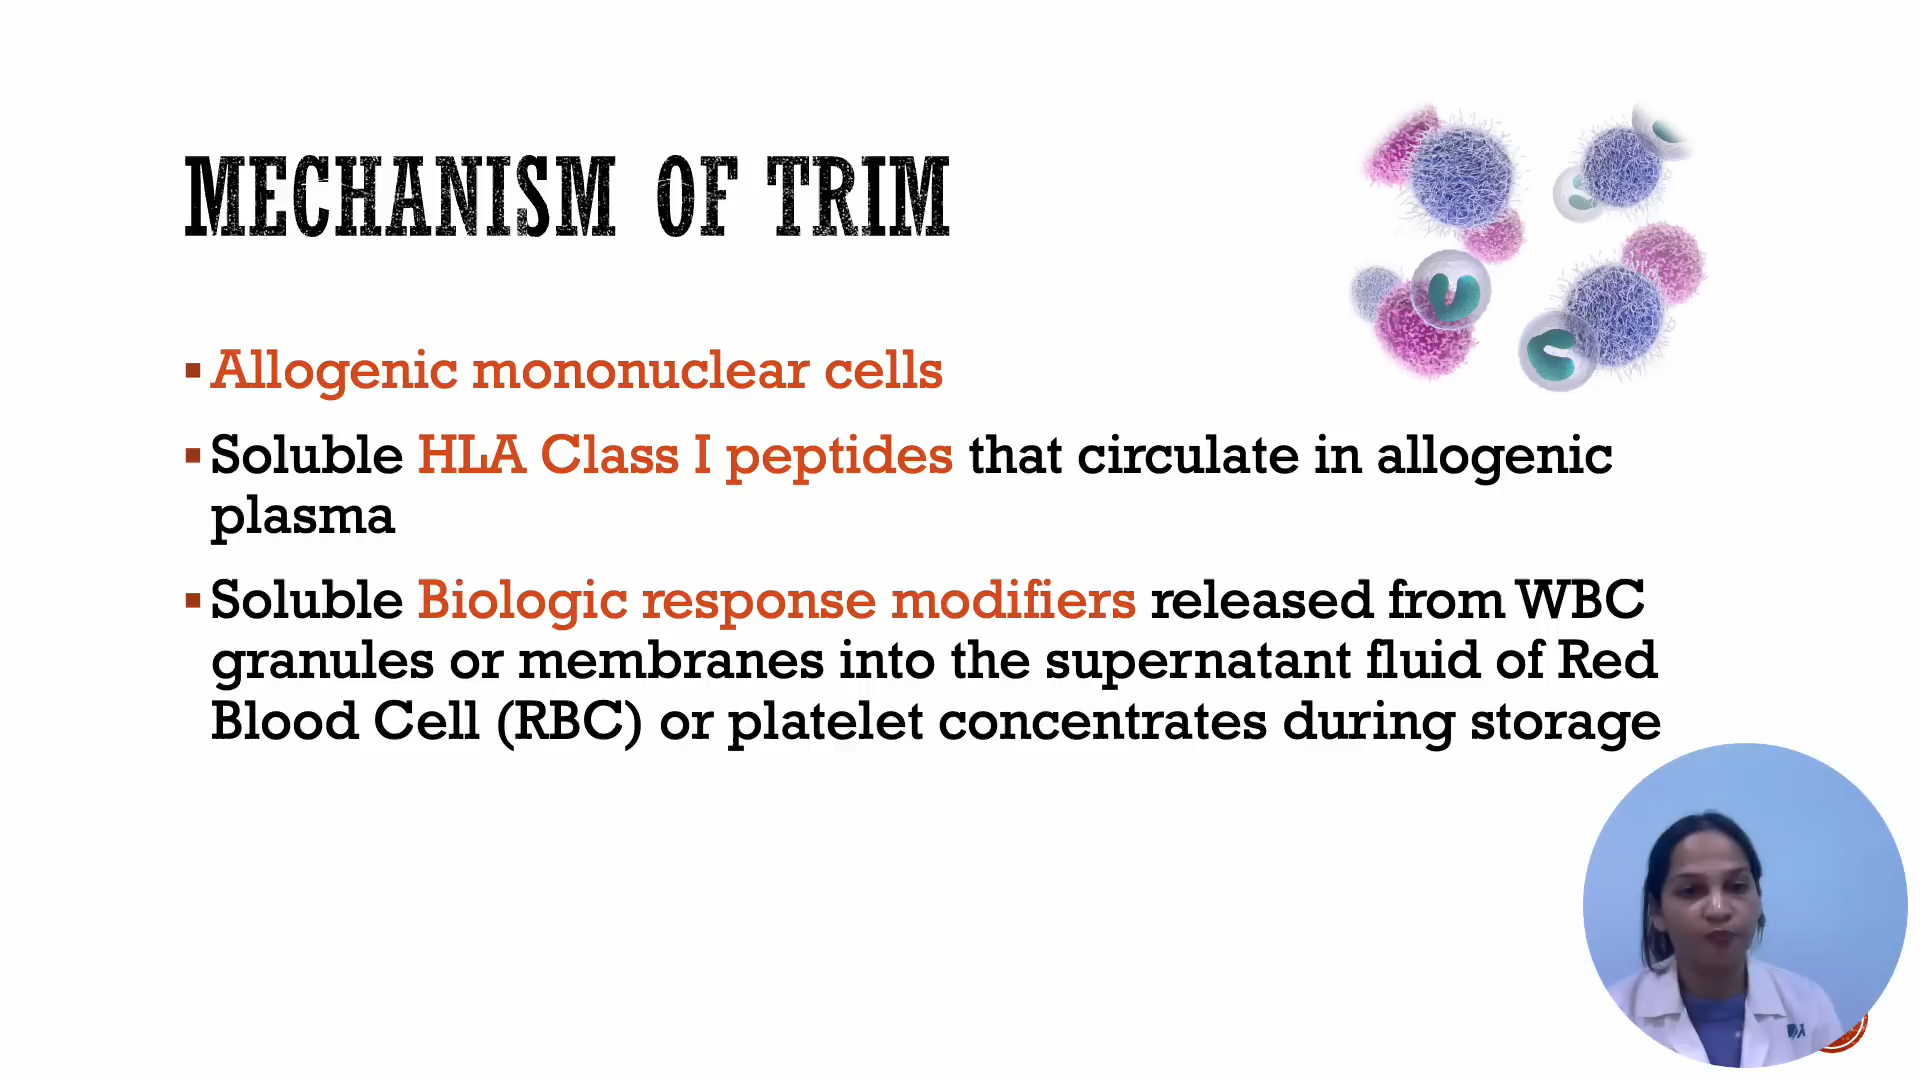 MECHANISM OF TRIM
▪Allogenic mononuclear cells
▪Soluble HLA Class I peptides that circulate in allogenic
plasma
▪Soluble Biologic response modifiers released from WBC
granules or membranes into the supernatant fluid of Red
Blood Cell (RBC) or platelet concentrates during storage